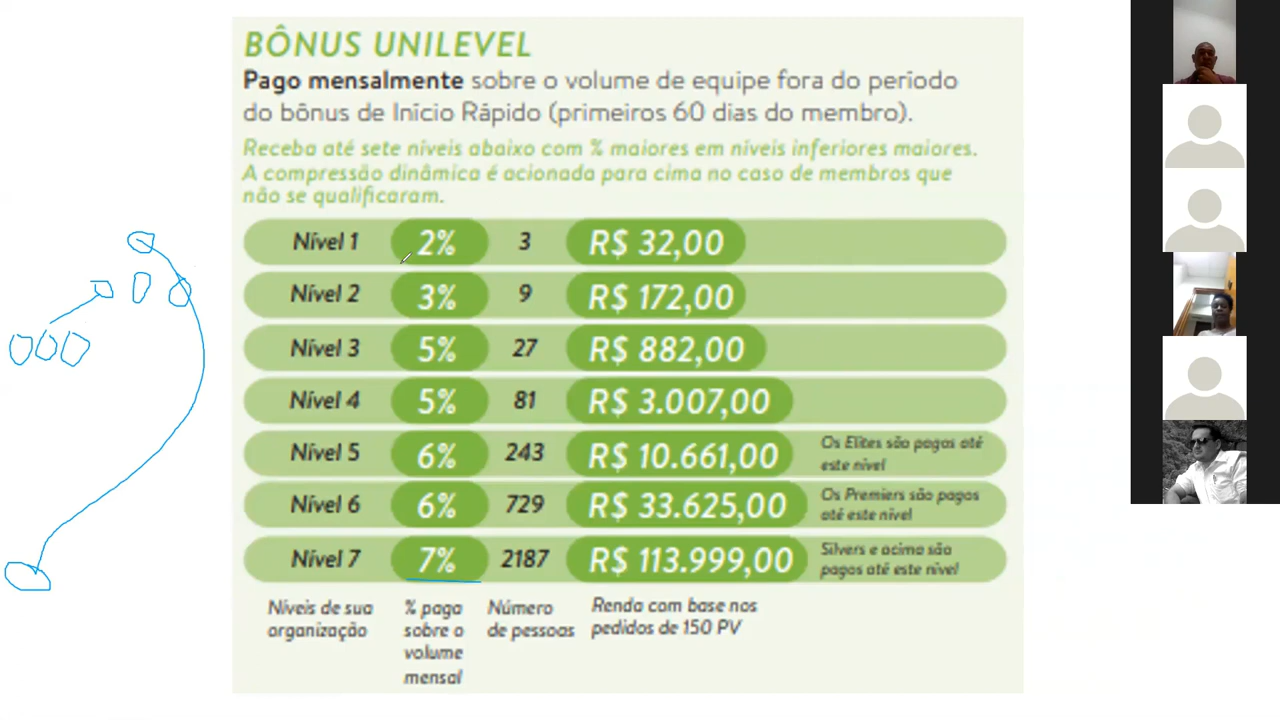 BÔNUS UNILEVEL
Pago mensalmente sobre o volume de equipe fora do período
do bônus de Início Rápido (primeiros 60 dias do membro).
Receba até sete níveis abaixo com % maiores em níveis inferiores maiores.
A compressão dinâmica é acionada para cima no caso de membros que
não se qualificaram.
Nível 1 2% 3 R$ 32,00
Nível 2 3% 9 R$ 172,00
Nível 3 5% 27 R$ 882,00
Nível 4 5% 81 R$ 3.007,00
Nível 5 6% 243 R$ 10.661,00 Os Elites são pagos até
este nível
Nível 6 6% 729 R$ 33.625,00 Os Premiers são pagos
até este nível
Nível 7 7% 2187 R$ 113.999,00 Silvers e acima são
pagos até este nível
Níveis de sua % paga Número Renda com base nos
organização sobre o de pessoas pedidos de 150 PV
volume
mensal